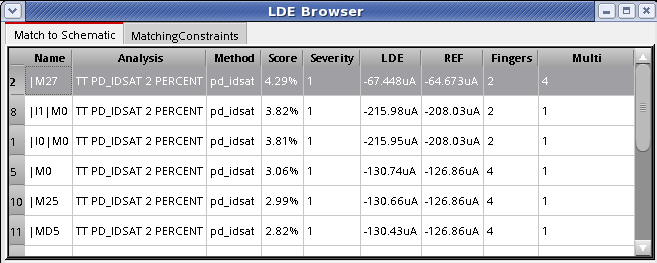 LDE Browser
Match to Schematic MatchingConstraints
Name Analysis Method Score Severity LDE REF Fingers Multi
2 |M27 TT PD_IDSAT 2 PERCENT pd_idsat 4.29% 1 -67.448uA -64.673uA 2 4
8 |I1|M0 TT PD_IDSAT 2 PERCENT pd_idsat 3.82% 1 -215.98uA -208.03uA 2 1
1 |I0|M0 TT PD_IDSAT 2 PERCENT pd_idsat 3.81% 1 -215.95uA -208.03uA 2 1
5 |M0 TT PD_IDSAT 2 PERCENT pd_idsat 3.06% 1 -130.74uA -126.86uA 4 1
10 |M25 TT PD_IDSAT 2 PERCENT pd_idsat 2.99% 1 -130.66uA -126.86uA 4 1
11 |MD5 TT PD_IDSAT 2 PERCENT pd_idsat 2.82% 1 -130.43uA -126.86uA 4 1